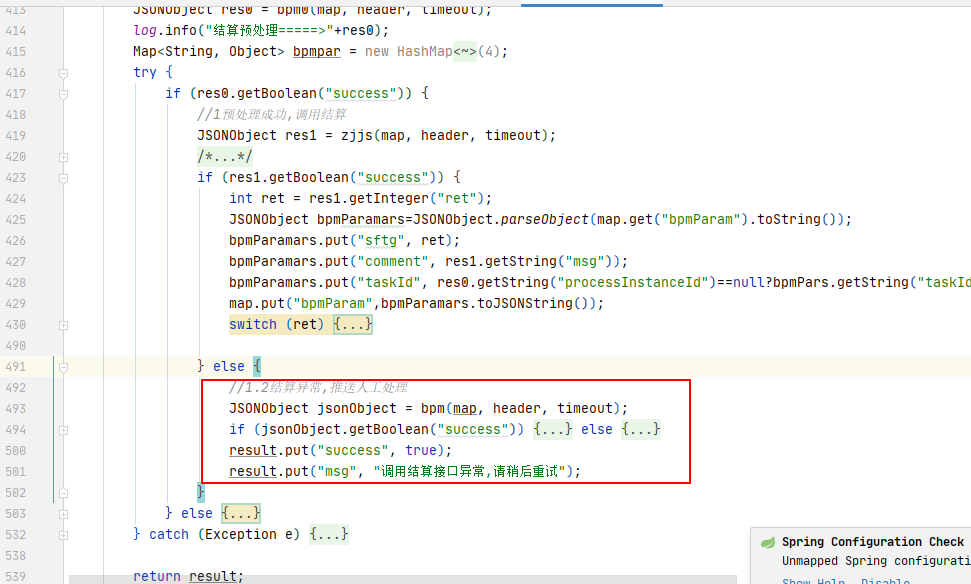 413 JSONObject res0 = bpm0(map, header, timeout);
414 log.info("结算预处理=====>"+res0);
415 Map<String, Object> bpmpar = new HashMap<~>(4);
416 try {
417 if (res0.getBoolean("success")) {
418 //1预处理成功,调用结算
419 JSONObject res1 = zjjs(map, header, timeout);
420 /*...*/
423 if (res1.getBoolean("success")) {
424 int ret = res1.getInteger("ret");
425 JSONObject bpmParamars=JSONObject.parseObject(map.get("bpmParam").toString());
426 bpmParamars.put("sftg", ret);
427 bpmParamars.put("comment", res1.getString("msg"));
428 bpmParamars.put("taskId", res0.getString("processInstanceId")==null?bpmPars.getString("taskId
429 map.put("bpmParam",bpmParamars.toJSONString());
430 switch (ret) {...}
490
491 } else {
492 //1.2结算异常,推送人工处理
493 JSONObject jsonObject = bpm(map, header, timeout);
494 if (jsonObject.getBoolean("success")) {...} else {...}
500 result.put("success", true);
501 result.put("msg", "调用结算接口异常,请稍后重试");
502 }
503 } else {...}
532 } catch (Exception e) {...}
538
539 return result;
Spring Configuration Check
Unmapped Spring configurati
Show Help Disable